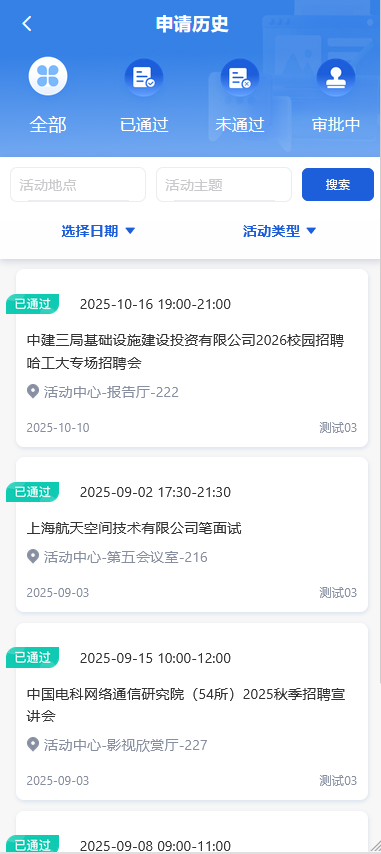 申请历史
全部
已通过
未通过
审批中
活动地点
活动主题
搜索
选择日期
活动类型
已通过
2025-10-16 19:00-21:00
中建三局基础设施建设投资有限公司2026校园招聘
哈工大专场招聘会
活动中心-报告厅-222
2025-10-10
测试03
已通过
2025-09-02 17:30-21:30
上海航天空间技术有限公司笔面试
活动中心-第五会议室-216
2025-09-03
测试03
已通过
2025-09-15 10:00-12:00
中国电科网络通信研究院（54所）2025秋季招聘宣
讲会
活动中心-影视欣赏厅-227
2025-09-03
测试03
已通过
2025-09-08 09:00-11:00